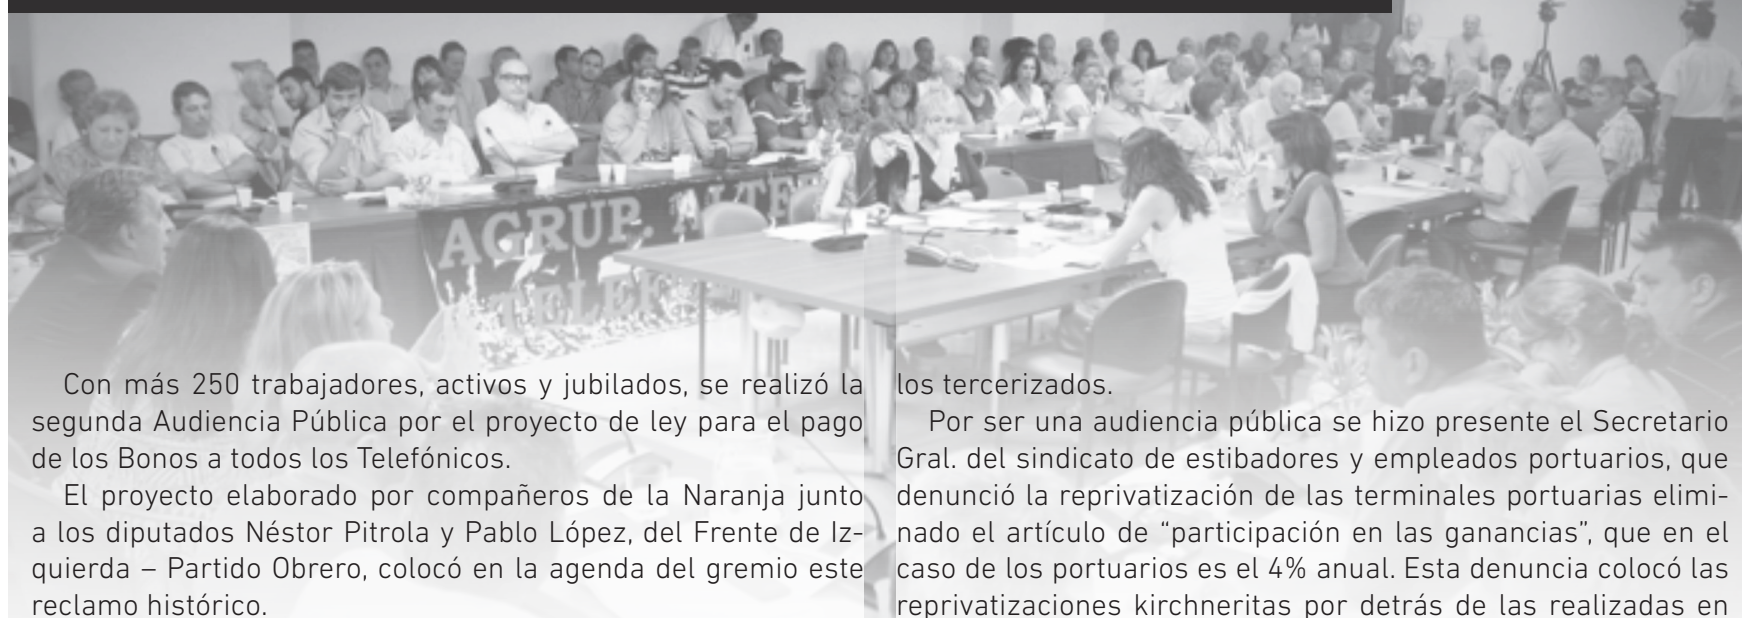 AGRUP.
TELEF
Con más 250 trabajadores, activos y jubilados, se realizó la
segunda Audiencia Pública por el proyecto de ley para el pago
de los Bonos a todos los Telefónicos.
El proyecto elaborado por compañeros de la Naranja junto
a los diputados Néstor Pitrola y Pablo López, del Frente de Iz-
quierda – Partido Obrero, colocó en la agenda del gremio este
reclamo histórico.
los tercerizados.
Por ser una audiencia pública se hizo presente el Secretario
Gral. del sindicato de estibadores y empleados portuarios, que
denunció la reprivatización de las terminales portuarias elimi-
nado el artículo de “participación en las ganancias”, que en el
caso de los portuarios es el 4% anual. Esta denuncia colocó las
reprivatizaciones kirchneritas por detrás de las realizadas en